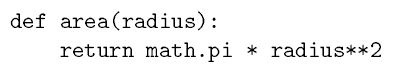 def area(radius):
    return math.pi * radius**2